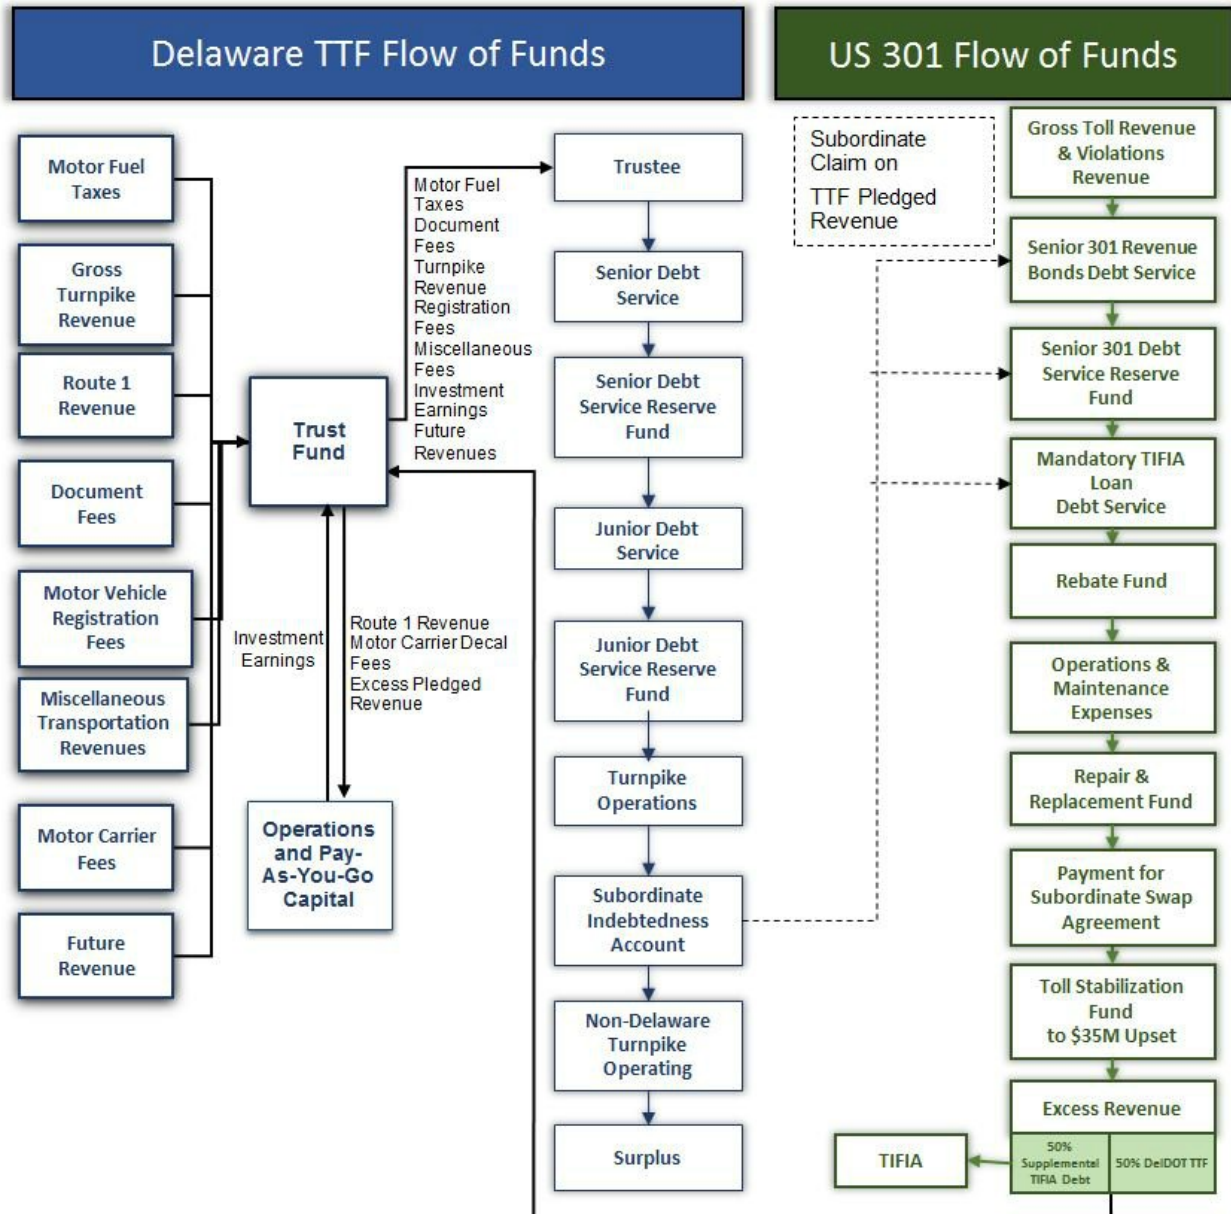 Delaware TTF Flow of Funds
Motor Fuel
Taxes
Gross
Turnpike
Revenue
Route 1
Revenue
Document
Fees
Motor Vehicle
Registration
Fees
Miscellaneous
Transportation
Revenues
Motor Carrier
Fees
Future
Revenue
Trust
Fund
Investment
Earnings
Route 1 Revenue
Motor Carrier Decal
Fees
Excess Pledged
Revenue
Operations
and Pay-
As-You-Go
Capital
Motor Fuel
Taxes
Document
Fees
Turnpike
Revenue
Registration
Fees
Miscellaneous
Fees
Investment
Earnings
Future
Revenues
Trustee
Senior Debt
Service
Senior Debt
Service Reserve
Fund
Junior Debt
Service
Junior Debt
Service Reserve
Fund
Turnpike
Operations
Subordinate
Indebtedness
Account
Non-Delaware
Turnpike
Operating
Surplus
US 301 Flow of Funds
Subordinate
Claim on
TTF Pledged
Revenue
Gross Toll Revenue
& Violations
Revenue
Senior 301 Revenue
Bonds Debt Service
Senior 301 Debt
Service Reserve
Fund
Mandatory TIFIA
Loan
Debt Service
Rebate Fund
Operations &
Maintenance
Expenses
Repair &
Replacement Fund
Payment for
Subordinate Swap
Agreement
Toll Stabilization
Fund
to $35M Upset
Excess Revenue
50%
Supplemental
TIFIA Debt
50% DelDOT TTF
TIFIA